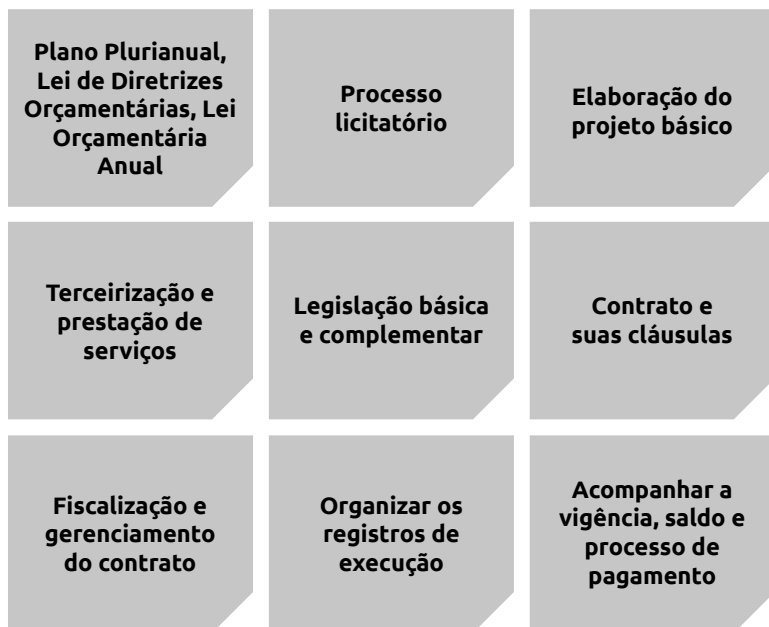 Plano Plurianual,
Lei de Diretrizes
Orçamentárias, Lei
Orçamentária
Anual
Processo
licitatório
Elaboração do
projeto básico
Terceirização e
prestação de
serviços
Legislação básica
e complementar
Contrato e
suas cláusulas
Fiscalização e
gerenciamento
do contrato
Organizar os
registros de
execução
Acompanhar a
vigência, saldo e
processo de
pagamento